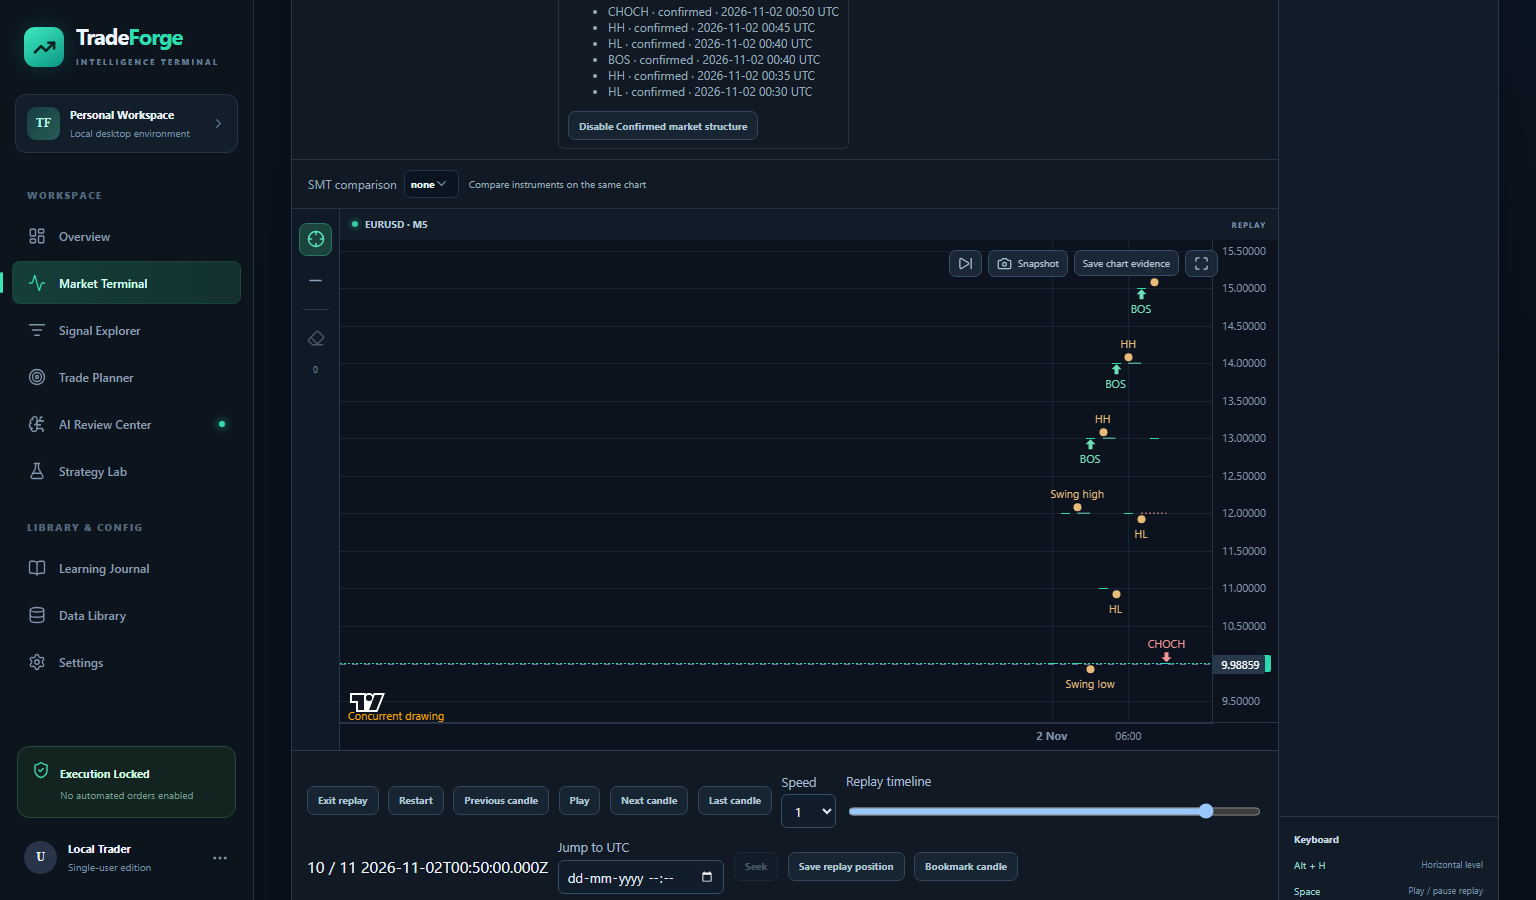 TradeForge
INTELLIGENCE TERMINAL
TF
Personal Workspace
Local desktop environment
WORKSPACE
Overview
Market Terminal
Signal Explorer
Trade Planner
AI Review Center
Strategy Lab
LIBRARY & CONFIG
Learning Journal
Data Library
Settings
Execution Locked
No automated orders enabled
U
Local Trader
Single-user edition
CHOCH · confirmed · 2026-11-02 00:50 UTC
HH · confirmed · 2026-11-02 00:45 UTC
HL · confirmed · 2026-11-02 00:40 UTC
BOS · confirmed · 2026-11-02 00:40 UTC
HH · confirmed · 2026-11-02 00:35 UTC
HL · confirmed · 2026-11-02 00:30 UTC
Disable Confirmed market structure
SMT comparison none Compare instruments on the same chart
EURUSD · M5
REPLAY
Snapshot
Save chart evidence
15.50000
15.00000
14.50000
14.00000
13.50000
13.00000
12.50000
12.00000
11.50000
11.00000
10.50000
9.98859
9.50000
0
BOS
HH
BOS
HH
BOS
Swing high
HL
HL
CHOCH
Swing low
Concurrent drawing
2 Nov 06:00
Exit replay
Restart
Previous candle
Play
Next candle
Last candle
Speed
1
Replay timeline
10 / 11 2026-11-02T00:50:00.000Z
Jump to UTC
dd-mm-yyyy --:--
Seek
Save replay position
Bookmark candle
Keyboard
Alt + H Horizontal level
Space Play / pause replay